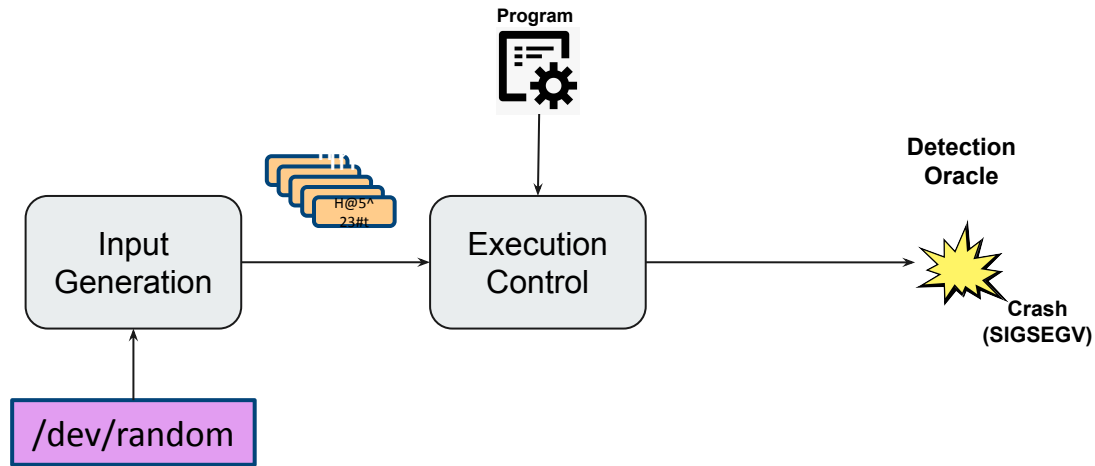 Program
Detection
Oracle
H@5^
23#t
Input
Generation
Execution
Control
Crash
(SIGSEGV)
/dev/random